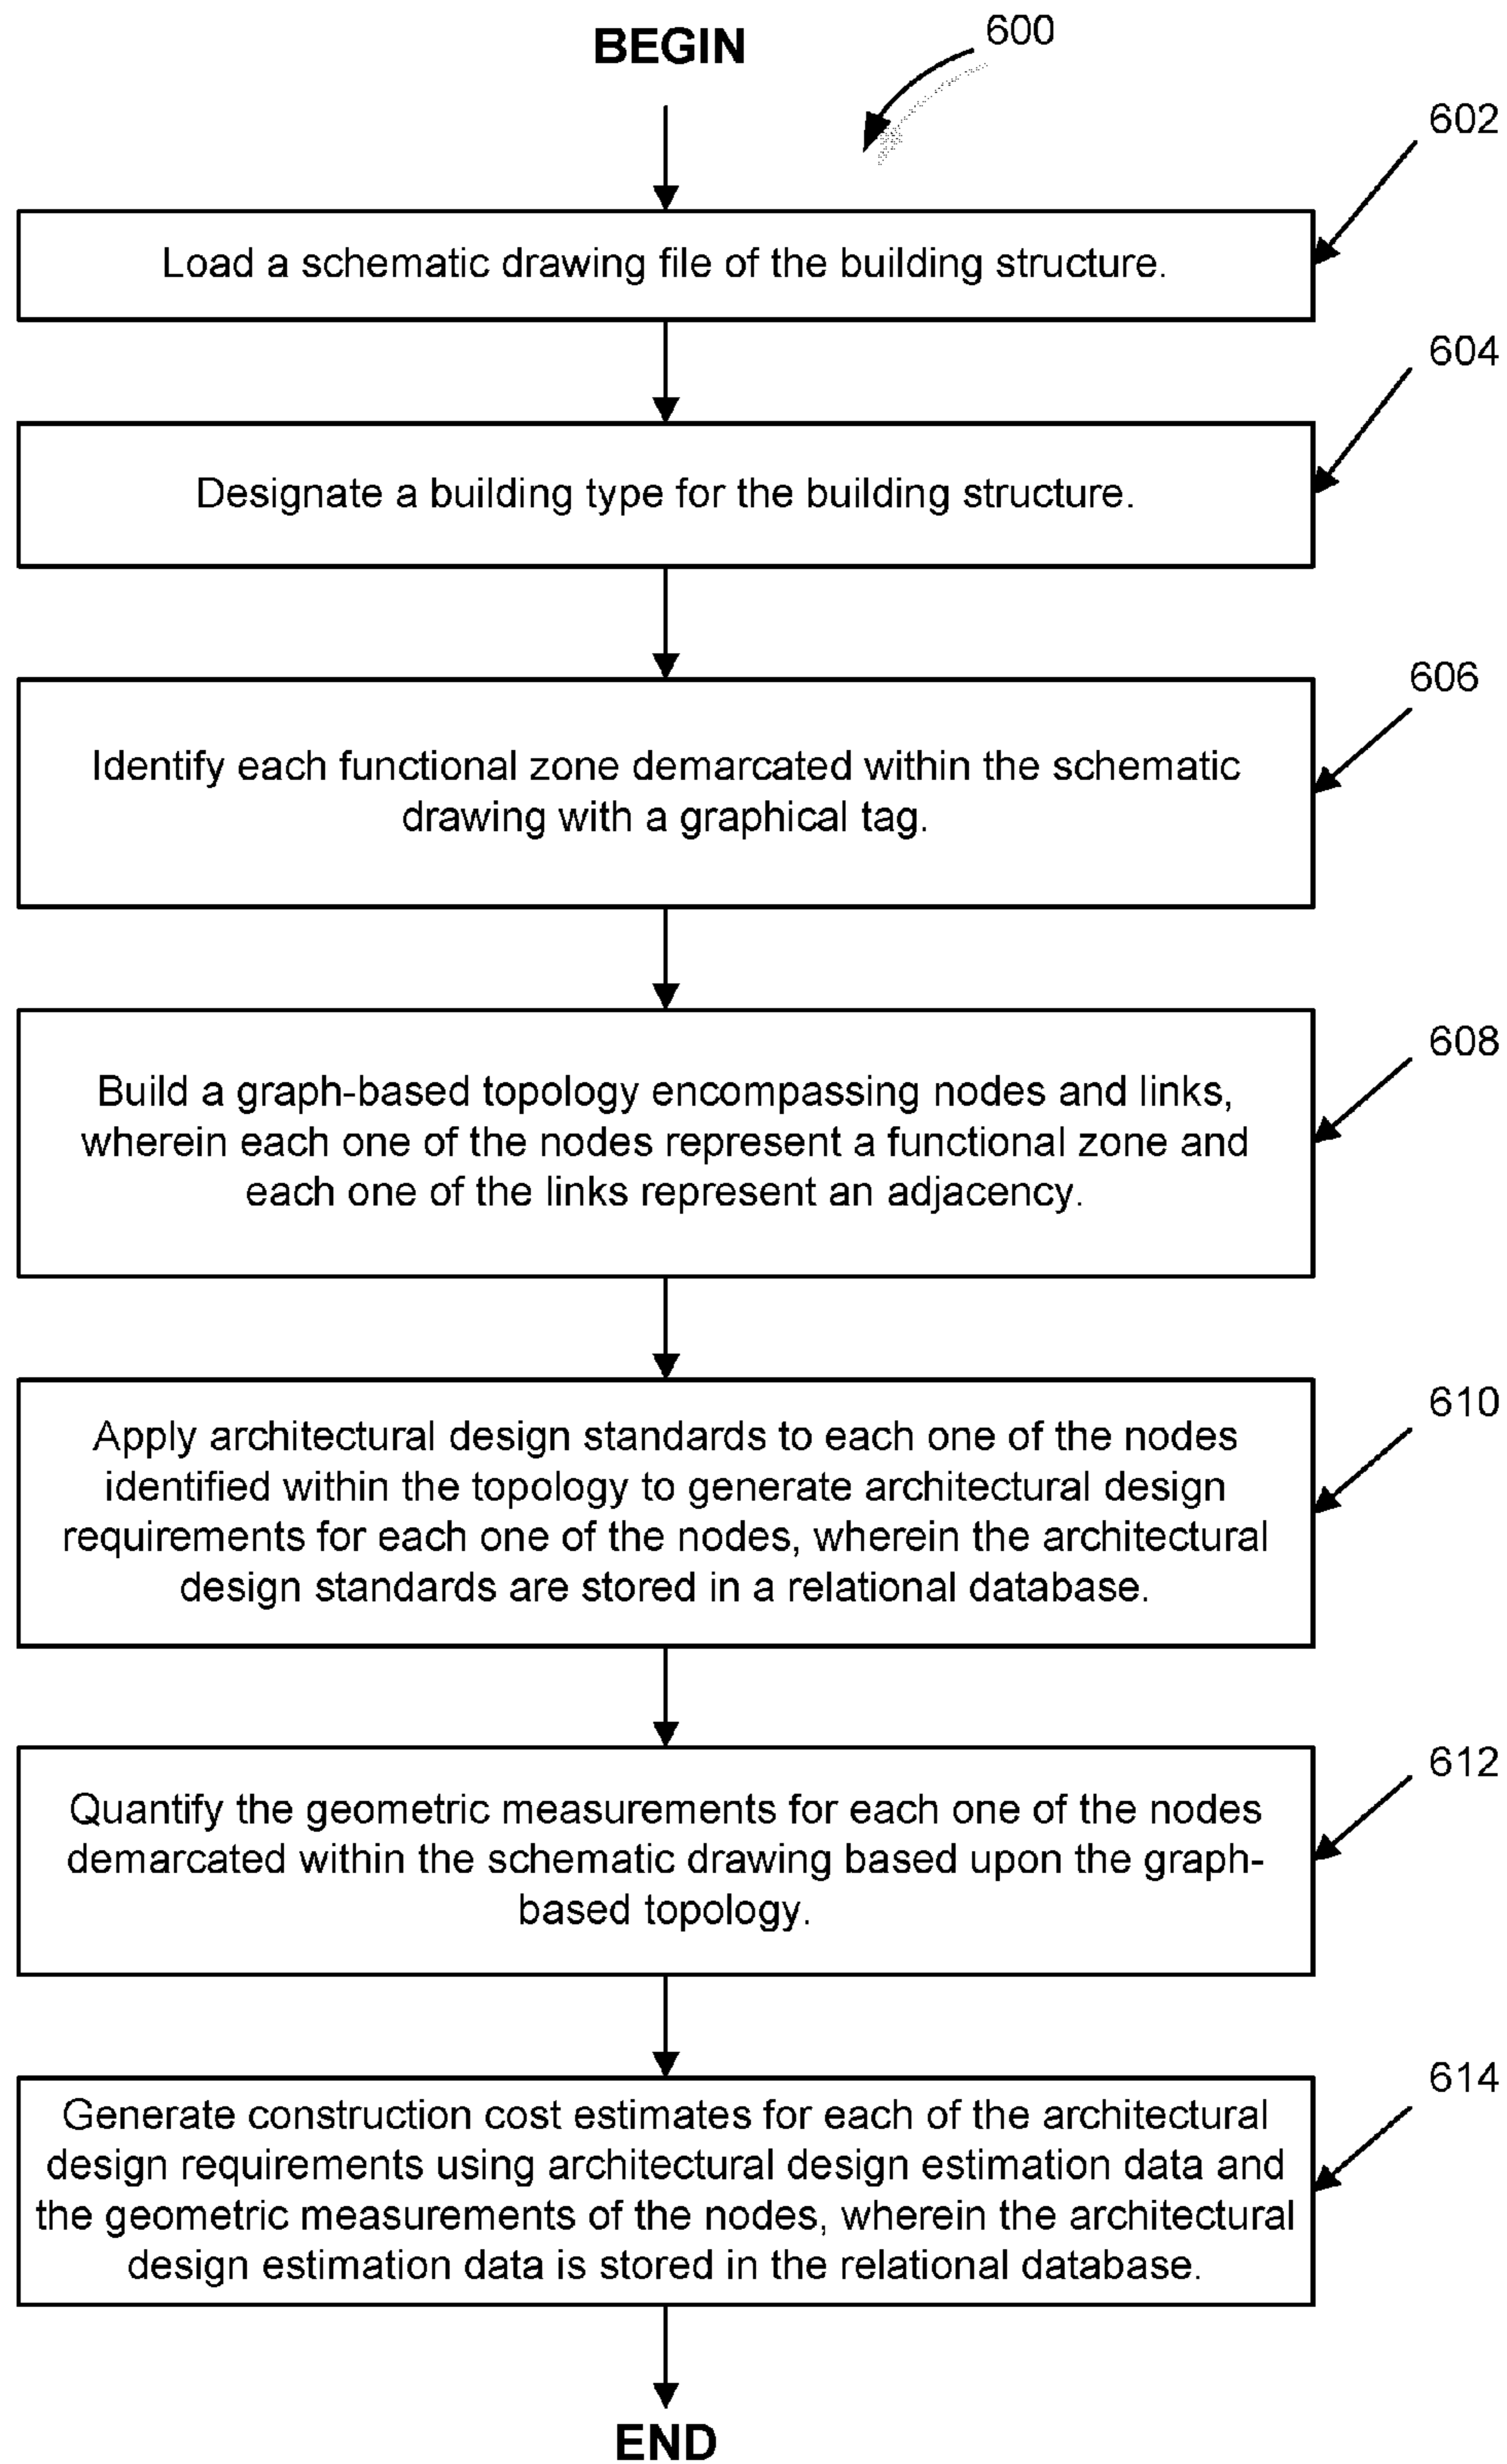 BEGIN
600
602
Load a schematic drawing file of the building structure.
604
Designate a building type for the building structure.
606
Identify each functional zone demarcated within the schematic
drawing with a graphical tag.
608
Build a graph-based topology encompassing nodes and links,
wherein each one of the nodes represent a functional zone and
each one of the links represent an adjacency.
610
Apply architectural design standards to each one of the nodes
identified within the topology to generate architectural design
requirements for each one of the nodes, wherein the architectural
design standards are stored in a relational database.
612
Quantify the geometric measurements for each one of the nodes
demarcated within the schematic drawing based upon the graph-
based topology.
614
Generate construction cost estimates for each of the architectural
design requirements using architectural design estimation data and
the geometric measurements of the nodes, wherein the architectural
design estimation data is stored in the relational database.
END